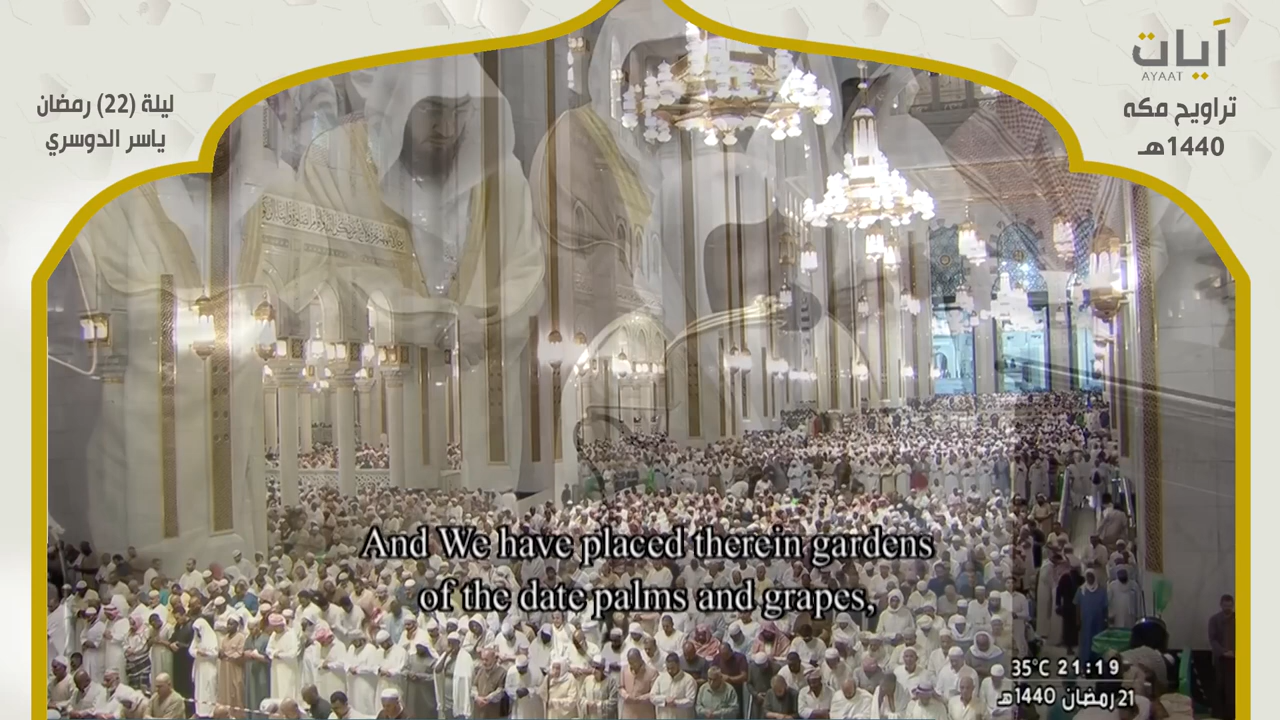 آيات
AYAAT
تراويح مكه
1440هـ
ليلة (22) رمضان
ياسر الدوسري
And We have placed therein gardens
of the date palms and grapes,
35°C 21:19
21 رمضان 1440هـ